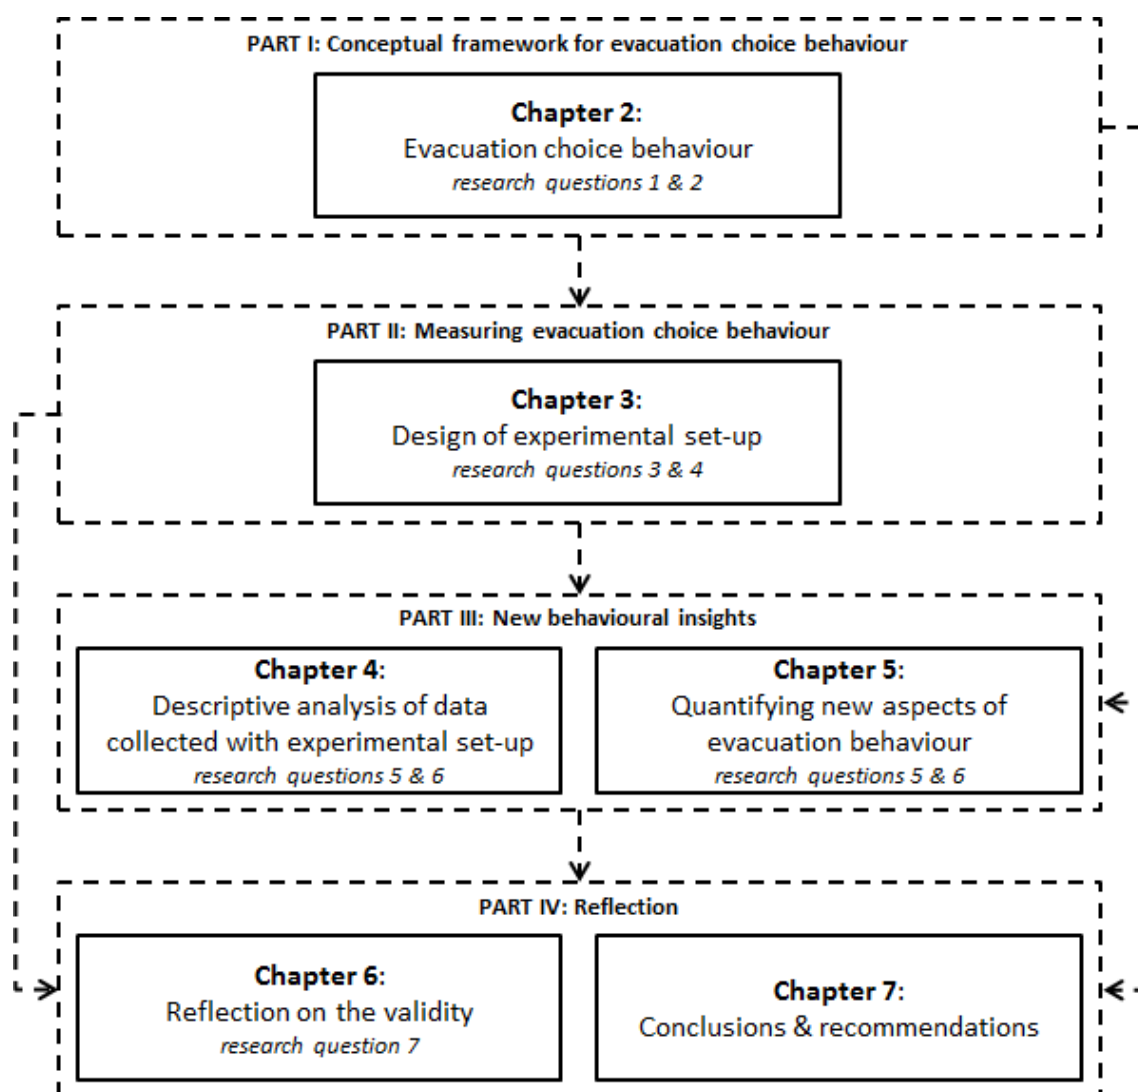 PART I: Conceptual framework for evacuation choice behaviour
Chapter 2:
Evacuation choice behaviour
research questions 1 & 2
PART II: Measuring evacuation choice behaviour
Chapter 3:
Design of experimental set-up
research questions 3 & 4
PART III: New behavioural insights
Chapter 4:
Descriptive analysis of data
collected with experimental set-up
research questions 5 & 6
Chapter 5:
Quantifying new aspects of
evacuation behaviour
research questions 5 & 6
PART IV: Reflection
Chapter 6:
Reflection on the validity
research question 7
Chapter 7:
Conclusions & recommendations